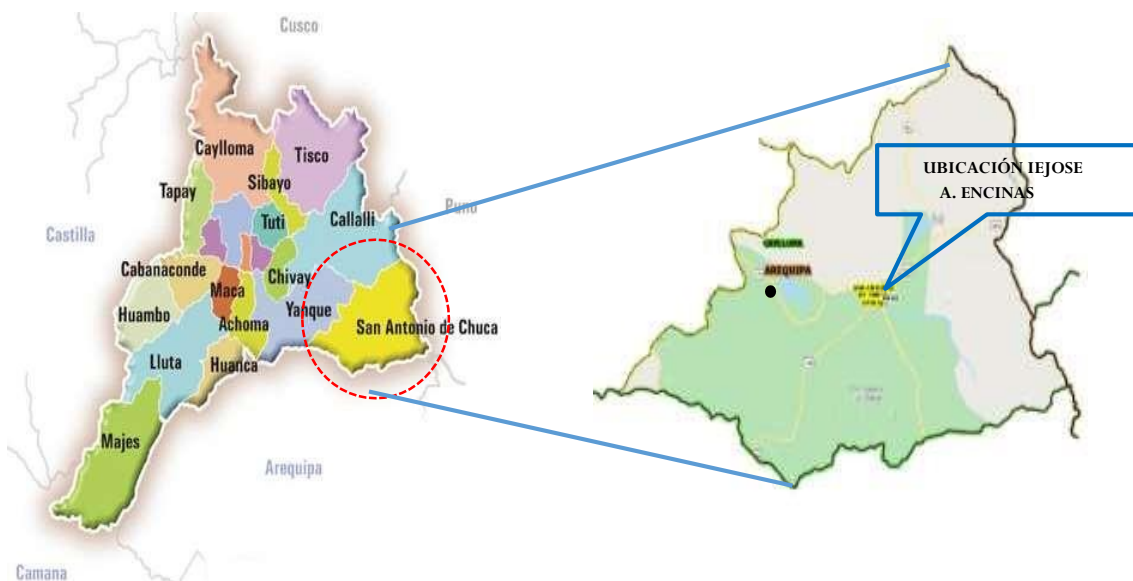 Cusco
Caylloma
Tisco
Sibayo
Tapay
Puno
Tuti
Callalli
Castilla
Cabanaconde
Chivay
Maca
Yanque
Huambo
Achoma
San Antonio de Chuca
Lluta
Huanca
Majes
Arequipa
Camana
UBICACIÓN IEJOSE
A. ENCINAS
CAYLLOMA
AREQUIPA